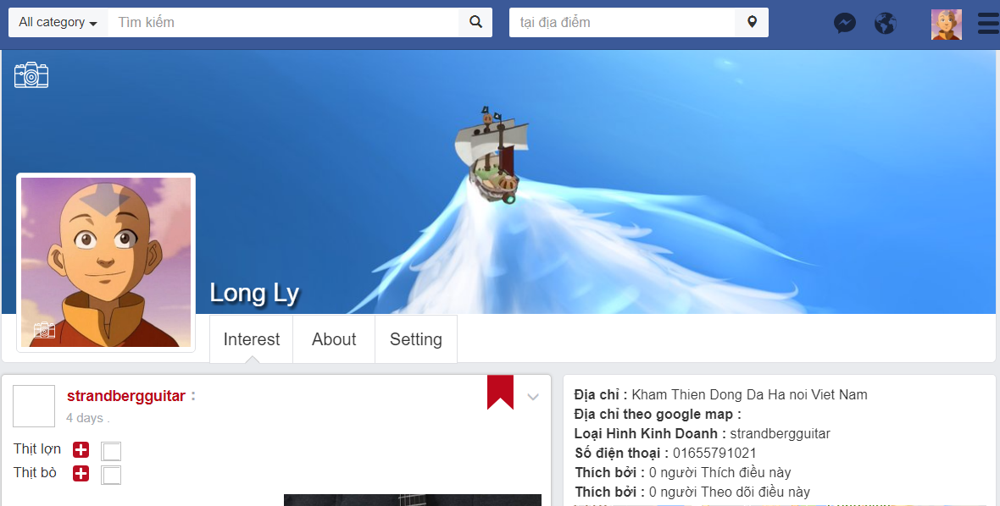 All category
Tìm kiếm
tại địa điểm
Long Ly
Interest
About
Setting
strandbergguitar :
4 days .
Thịt lợn
Thịt bò
Địa chỉ : Kham Thien Dong Da Ha noi Viet Nam
Địa chỉ theo google map :
Loại Hình Kinh Doanh : strandbergguitar
Số điện thoại : 01655791021
Thích bởi : 0 người Thích điều này
Thích bởi : 0 người Theo dõi điều này